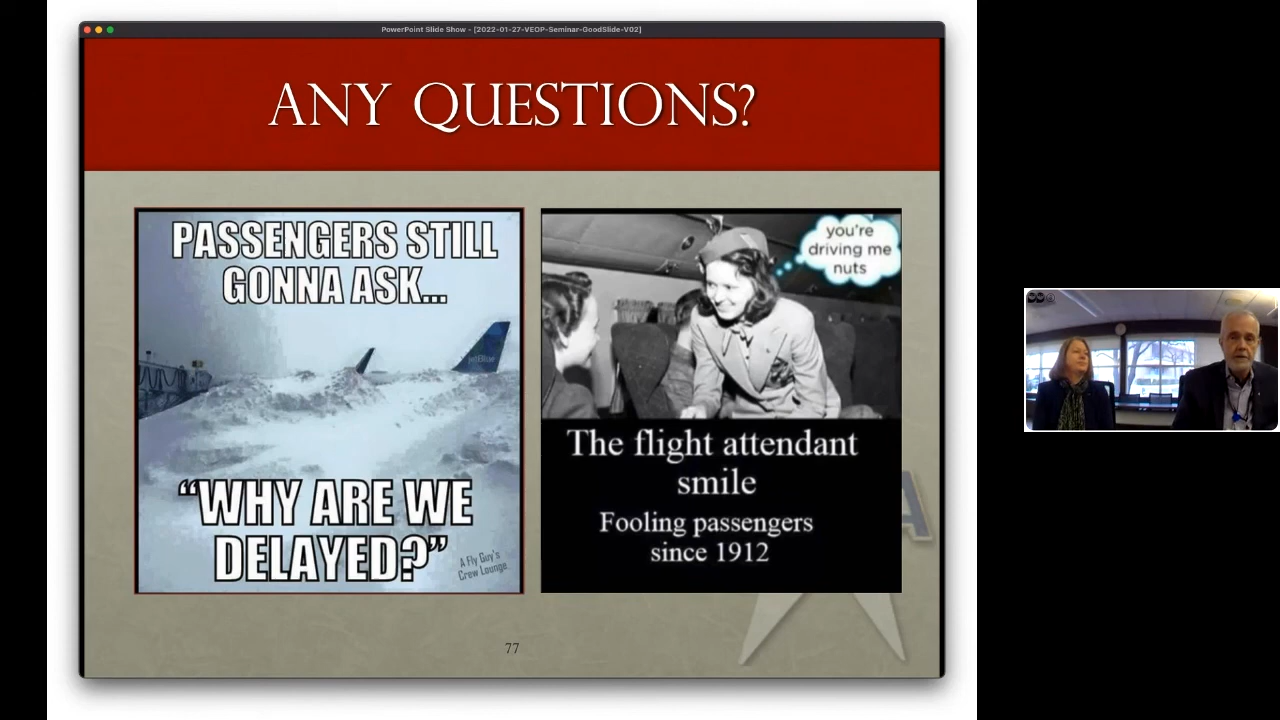 PowerPoint Slide Show - [2022-01-27-VEOP-Seminar-GoodSlide-V02]
ANY QUESTIONS?
PASSENGERS STILL
GONNA ASK...
jetBlue
“WHY ARE WE
DELAYED?”
A Fly Guy's
Crew Lounge
you're
driving me
nuts
The flight attendant
smile
Fooling passengers
since 1912
A
77